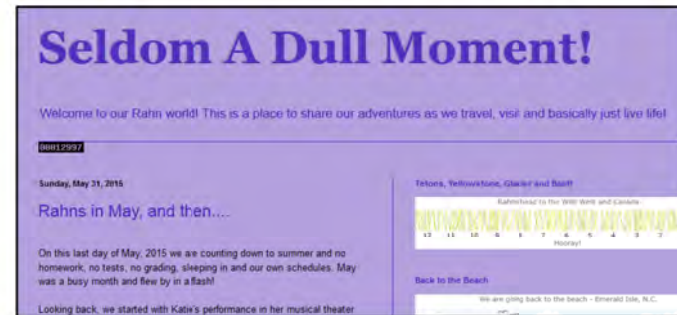 Seldom A Dull Moment!
Welcome to our Rahn world! This is a place to share our adventures as we travel, visit and basically just live life!
00012997
Sunday, May 31, 2015
Rahns in May, and then....
On this last day of May, 2015 we are counting down to summer and no
homework, no tests, no grading, sleeping in and our own schedules. May
was a busy month and flew by in a flash!
Looking back, we started with Katie's performance in her musical theater
Tetons, Yellowstone, Glacier and Banff!
Rahns head to the Wild West and Canada
13 11 10 8 7 6 5 4 3 2
Hooray!
Back to the Beach
We are going back to the beach - Emerald Isle, N.C.